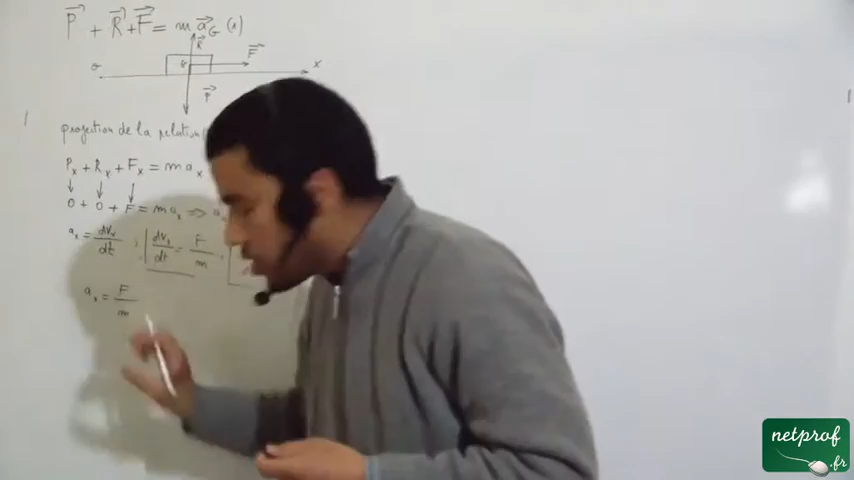 P⃗ + R⃗ + F⃗ = m a⃗G (1)
R⃗
F⃗
G
x
P⃗
projection de la relation
Px + Rx + Fx = m ax
↓ ↓ ↓
0 + 0 + F = m ax => a
ax = dVx/dt ; dVx/dt = F/m ,
ax = F/m
netprof
.fr